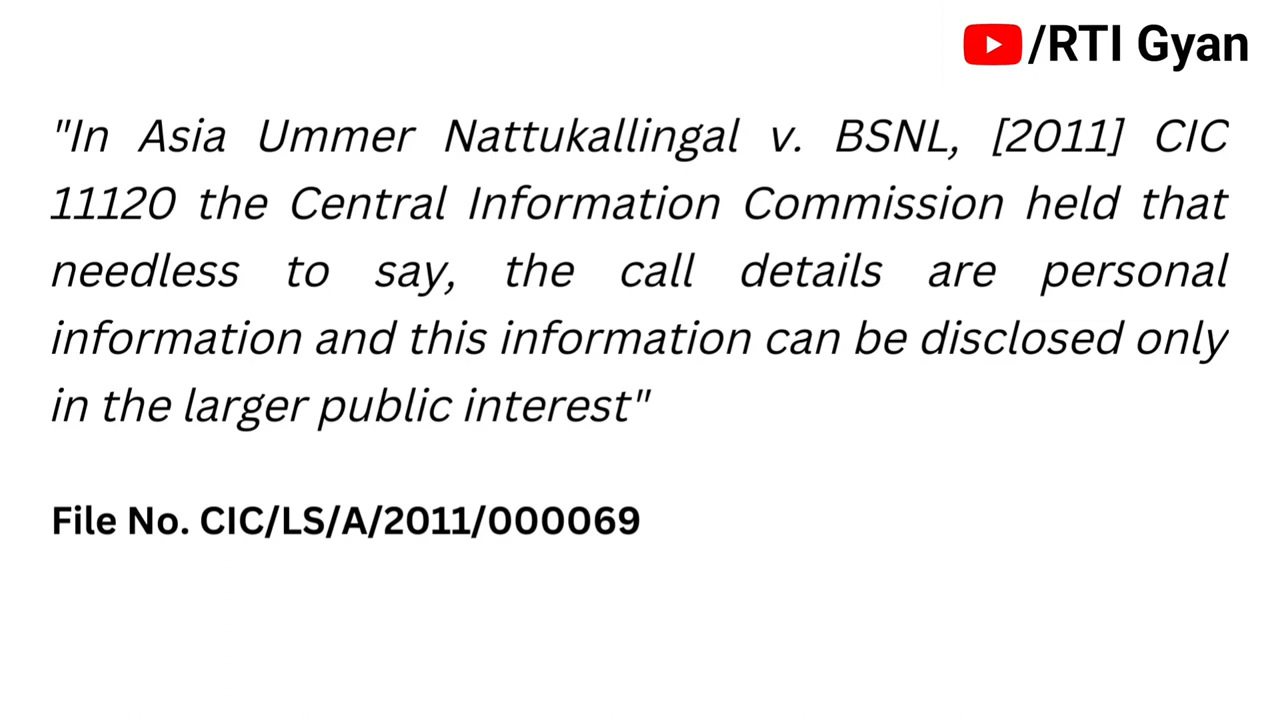 /RTI Gyan
"In Asia Ummer Nattukallingal v. BSNL, [2011] CIC
11120 the Central Information Commission held that
needless to say, the call details are personal
information and this information can be disclosed only
in the larger public interest"
File No. CIC/LS/A/2011/000069